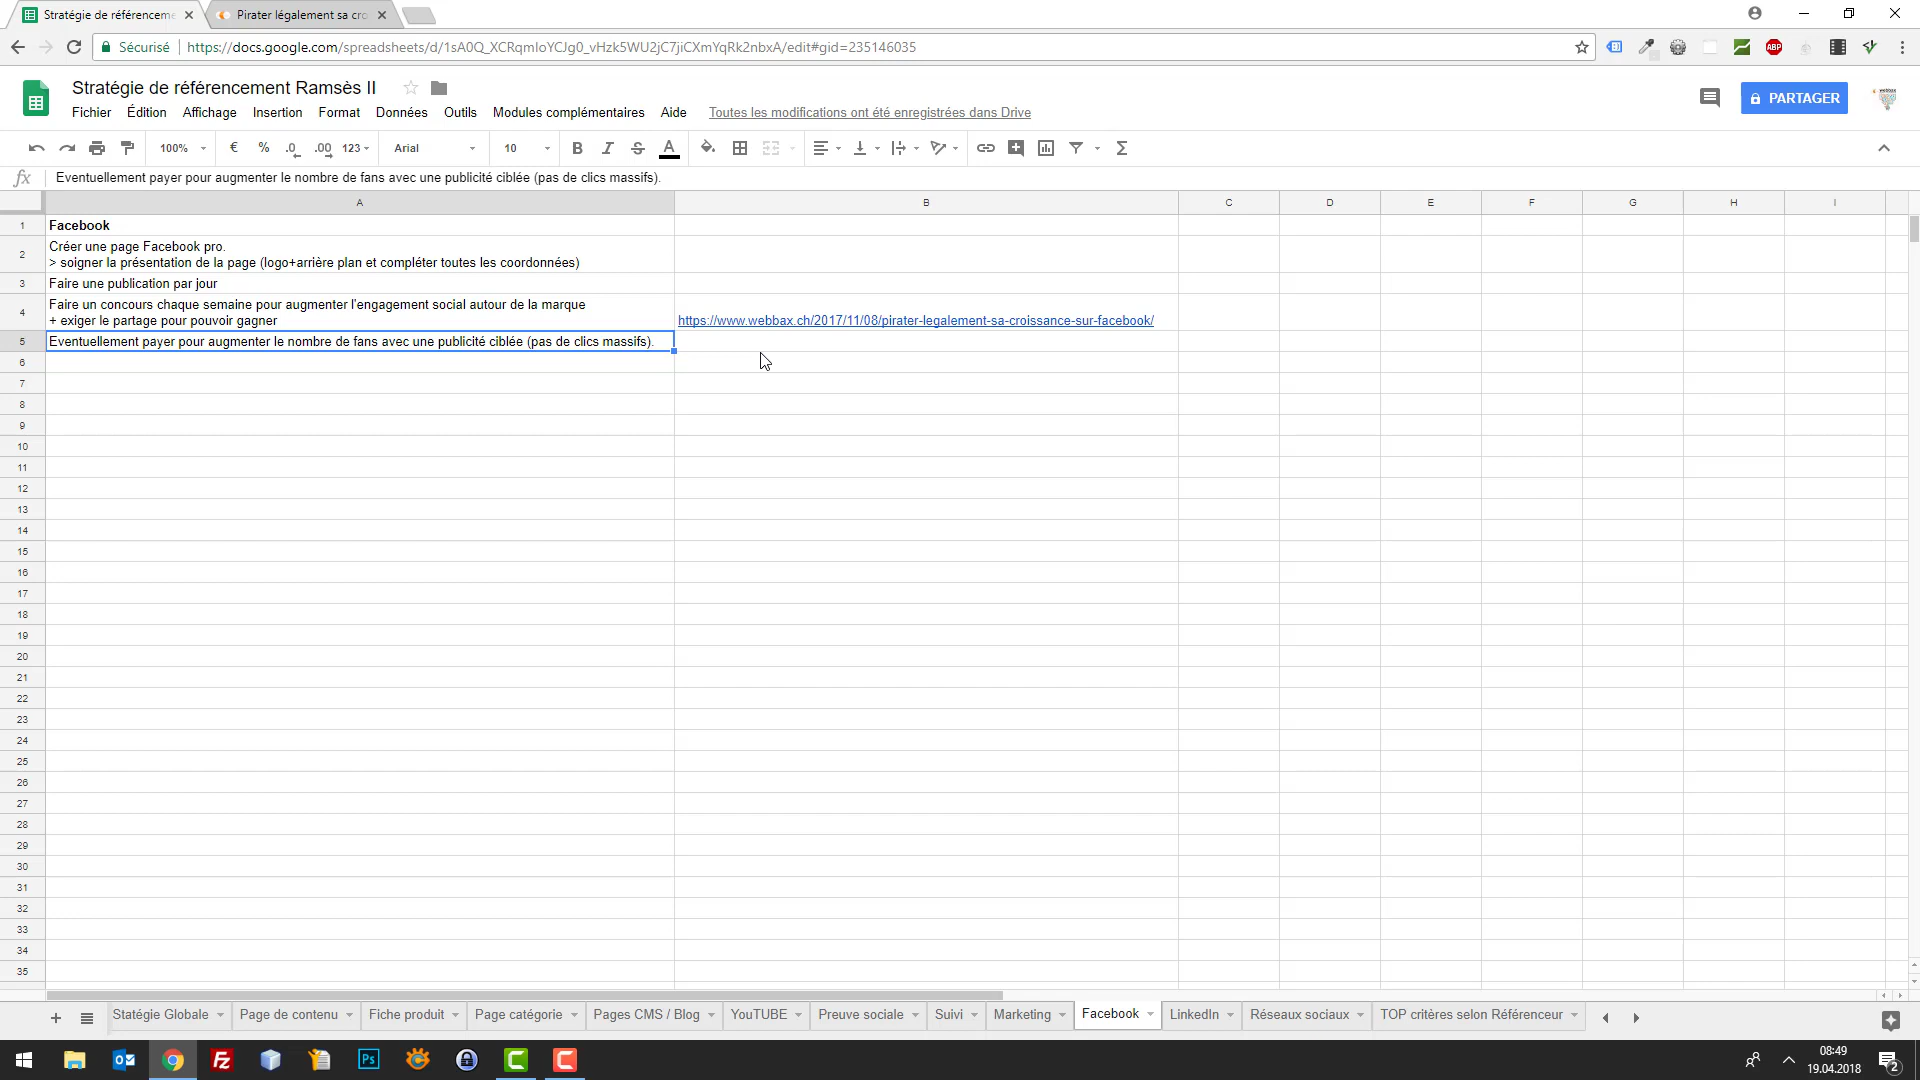 Stratégie de référenceme
Pirater légalement sa cro
Sécurisé
https://docs.google.com/spreadsheets/d/1sA0Q_XCRqmIoYCJg0_vHzk5WU2jC7jiCXmYqRk2nbxA/edit#gid=235146035
Stratégie de référencement Ramsès II
Fichier Édition Affichage Insertion Format Données Outils Modules complémentaires Aide Toutes les modifications ont été enregistrées dans Drive
PARTAGER
100% € % .0 .00 123 Arial 10 B I S A Σ
fx Eventuellement payer pour augmenter le nombre de fans avec une publicité ciblée (pas de clics massifs).
A B C D E F G H I
1 Facebook
2 Créer une page Facebook pro.
> soigner la présentation de la page (logo+arrière plan et compléter toutes les coordonnées)
3 Faire une publication par jour
4 Faire un concours chaque semaine pour augmenter l'engagement social autour de la marque
+ exiger le partage pour pouvoir gagner https://www.webbax.ch/2017/11/08/pirater-legalement-sa-croissance-sur-facebook/
5 Eventuellement payer pour augmenter le nombre de fans avec une publicité ciblée (pas de clics massifs).
6
7
8
9
10
11
12
13
14
15
16
17
18
19
20
21
22
23
24
25
26
27
28
29
30
31
32
33
34
35
Statégie Globale Page de contenu Fiche produit Page catégorie Pages CMS / Blog YouTUBE Preuve sociale Suivi Marketing Facebook LinkedIn Réseaux sociaux TOP critères selon Référenceur
08:49
19.04.2018
2